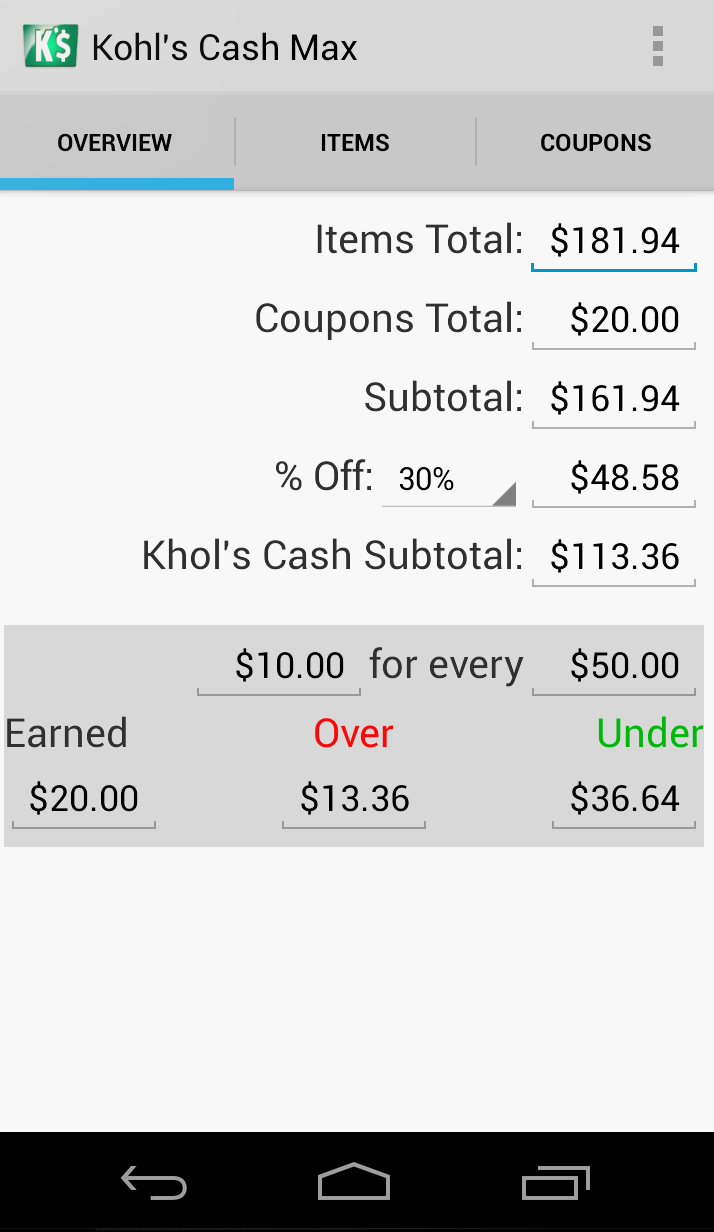 K$ Kohl's Cash Max
OVERVIEW ITEMS COUPONS
Items Total: $181.94
Coupons Total: $20.00
Subtotal: $161.94
% Off: 30% $48.58
Khol's Cash Subtotal: $113.36
$10.00 for every $50.00
Earned Over Under
$20.00 $13.36 $36.64